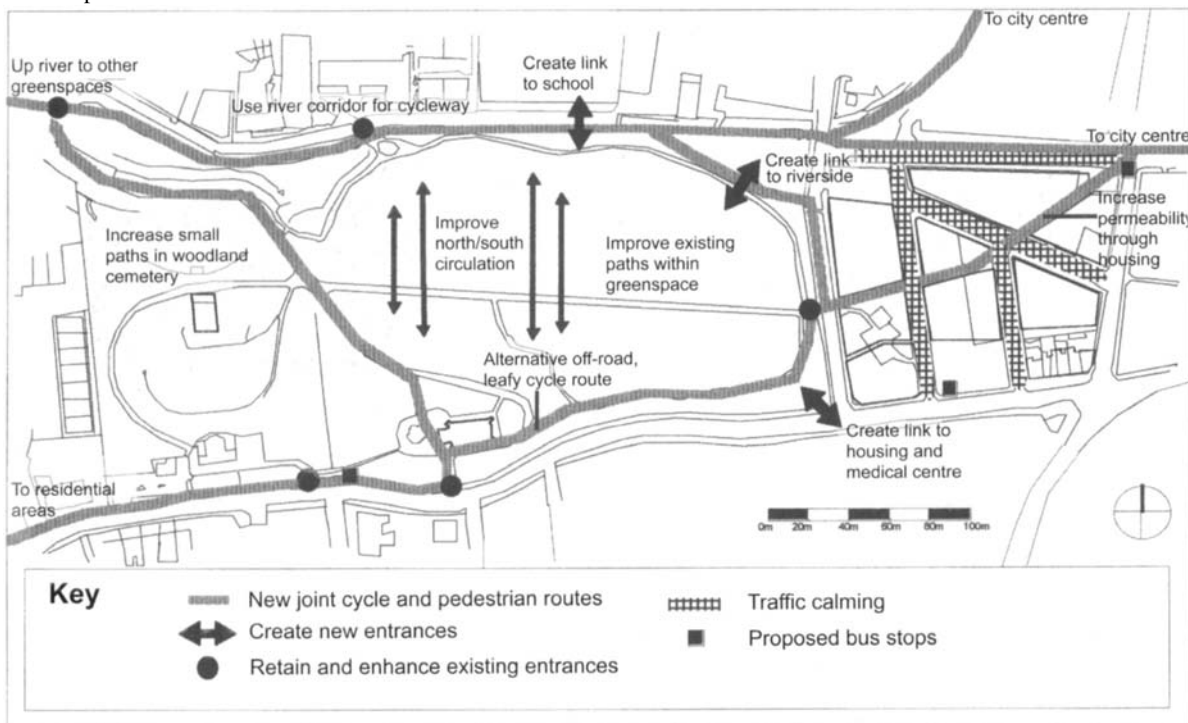 To city centre
Create link
to school
Up river to other
greenspaces
Use river corridor for cycleway
To city centre
Create link
to riverside
Increase
permeability
through
housing
Increase small
paths in woodland
cemetery
Improve
north/south
circulation
Improve existing
paths within
greenspace
Alternative off-road,
leafy cycle route
Create link to
housing and
medical centre
To residential
areas
0m 20m 40m 60m 80m 100m
Key
New joint cycle and pedestrian routes
Create new entrances
Retain and enhance existing entrances
Traffic calming
Proposed bus stops